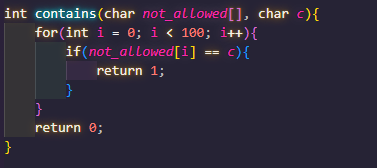 int contains(char not_allowed[], char c){
    for(int i = 0; i < 100; i++){
        if(not_allowed[i] == c){
            return 1;
        }
    }
    return 0;
}